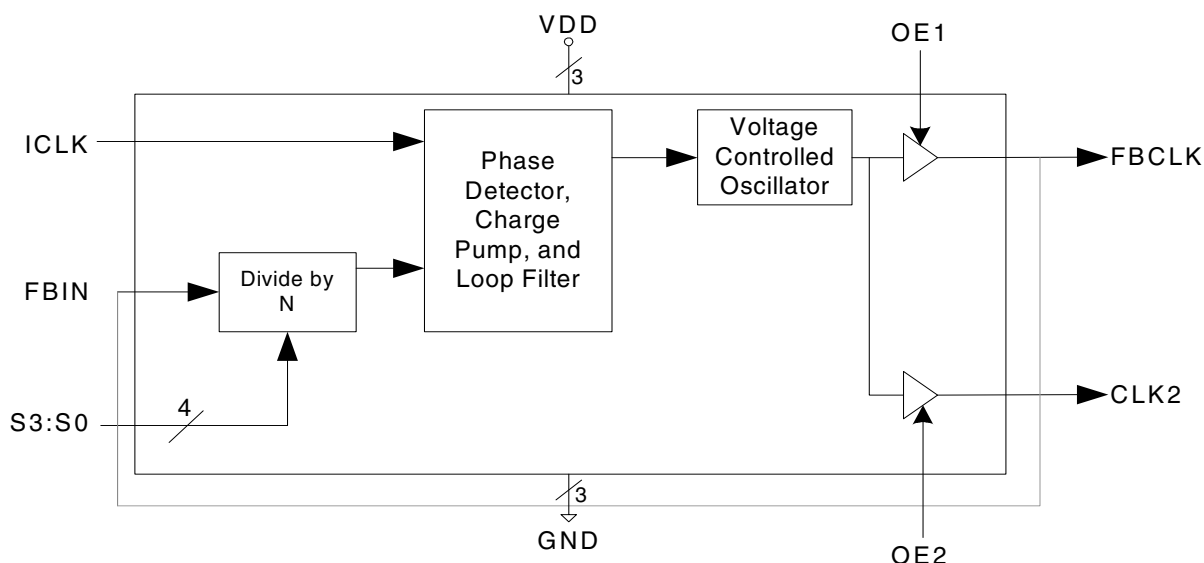 VDD
3
OE1
ICLK
Phase
Detector,
Charge
Pump, and
Loop Filter
Voltage
Controlled
Oscillator
FBCLK
FBIN
Divide by
N
S3:S0
4
CLK2
3
GND
OE2